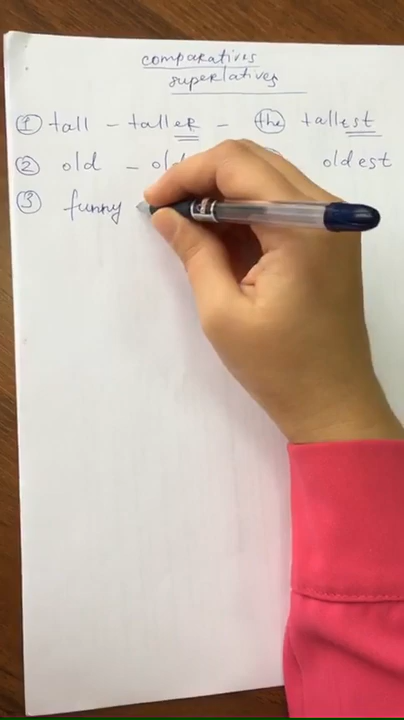 comparatives
superlatives
① tall - taller - the tallest
② old - old oldest
③ funny